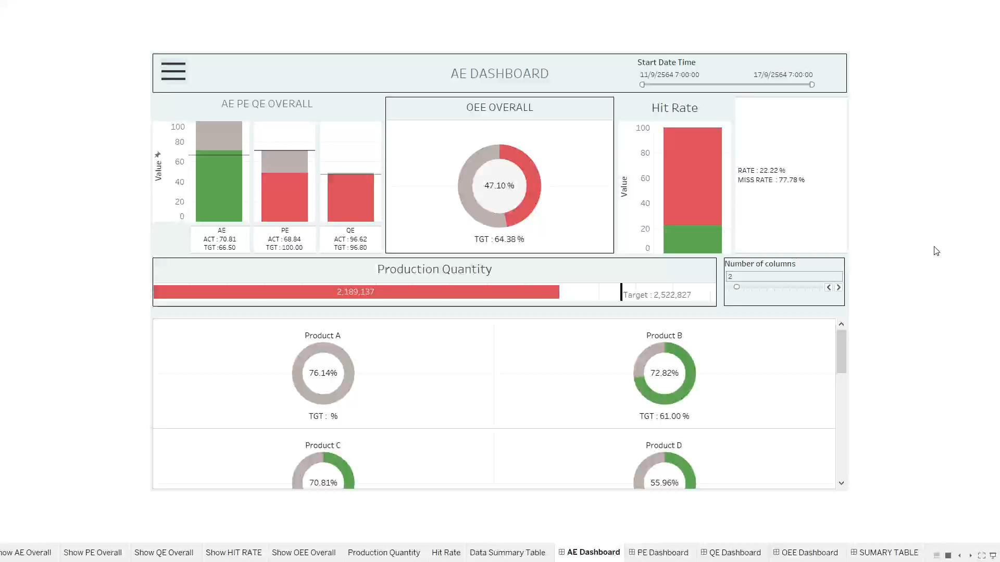 AE DASHBOARD
Start Date Time
11/9/2564 7:00:00 17/9/2564 7:00:00
AE PE QE OVERALL
Value
100
80
60
40
20
0
AE
ACT : 70.81
TGT :66.50
PE
ACT : 68.84
TGT : 100.00
QE
ACT : 96.62
TGT : 96.80
OEE OVERALL
47.10 %
TGT : 64.38 %
Hit Rate
Value
100
80
60
40
20
0
RATE : 22.22 %
MISS RATE : 77.78 %
Production Quantity
2,189,137
Target : 2,522,827
Number of columns
2
Product A
76.14%
TGT : %
Product B
72.82%
TGT : 61.00 %
Product C
70.81%
Product D
55.96%
how AE Overall Show PE Overall Show QE Overall Show HIT RATE Show OEE Overall Production Quantity Hit Rate Data Summary Table AE Dashboard PE Dashboard QE Dashboard OEE Dashboard SUMARY TABLE